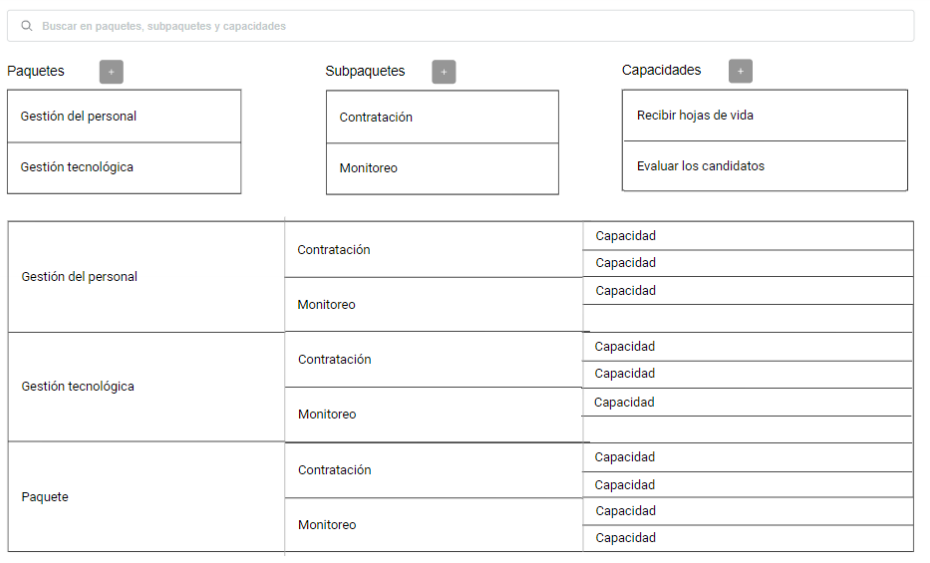 Buscar en paquetes, subpaquetes y capacidades
Paquetes +
Subpaquetes +
Capacidades +
Gestión del personal
Gestión tecnológica
Contratación
Monitoreo
Recibir hojas de vida
Evaluar los candidatos
Gestión del personal
Contratación
Capacidad
Capacidad
Monitoreo
Capacidad
Gestión tecnológica
Contratación
Capacidad
Capacidad
Monitoreo
Capacidad
Paquete
Contratación
Capacidad
Capacidad
Monitoreo
Capacidad
Capacidad